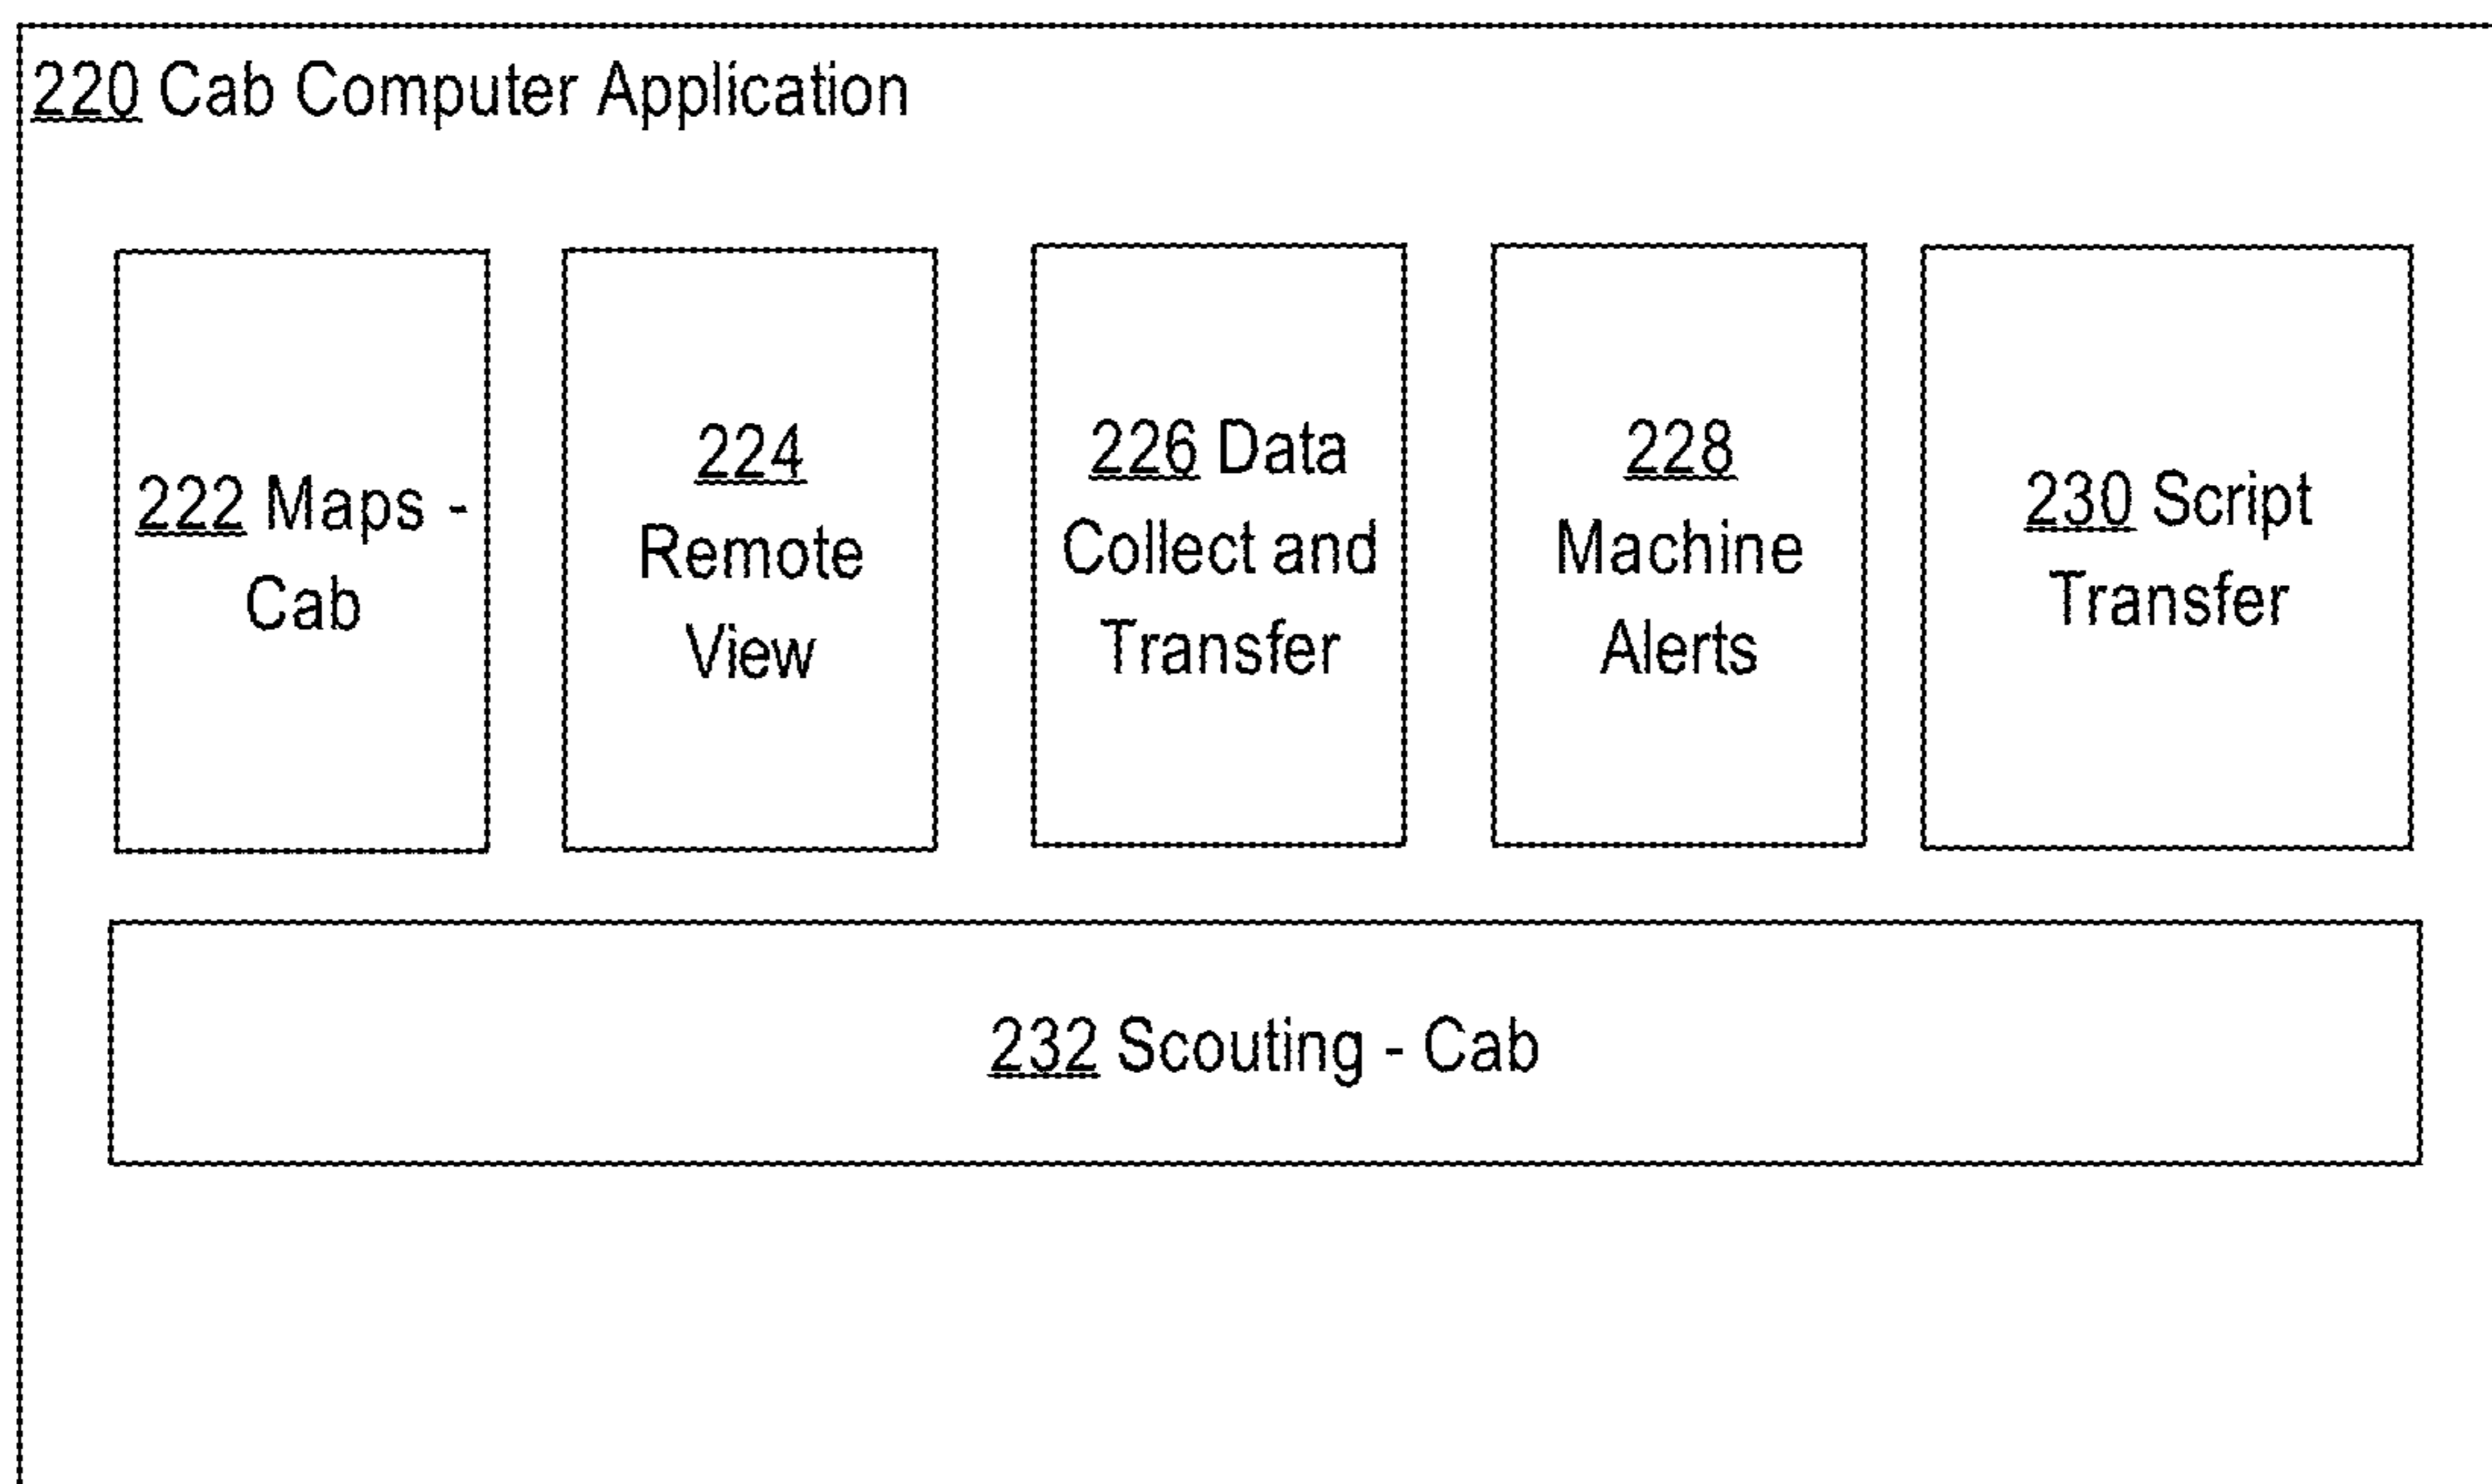 220 Cab Computer Application
222 Maps -
Cab
224
Remote
View
226 Data
Collect and
Transfer
228
Machine
Alerts
230 Script
Transfer
232 Scouting - Cab